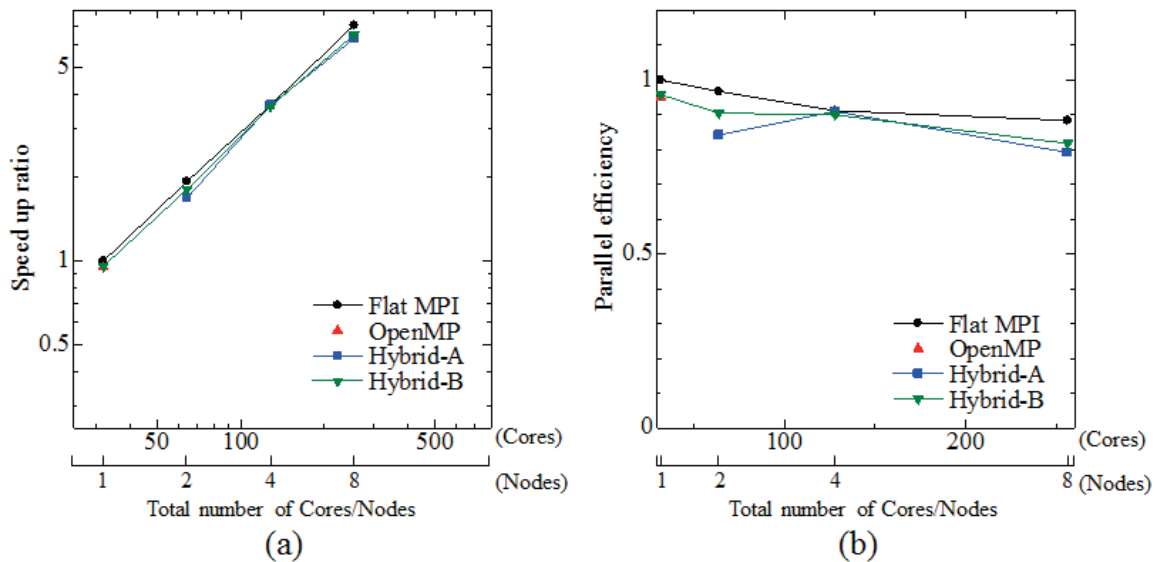 Speed up ratio
5
1
0.5
Flat MPI
OpenMP
Hybrid-A
Hybrid-B
50 100 500 (Cores)
1 2 4 8 (Nodes)
Total number of Cores/Nodes
(a)
Parallel efficiency
1
0.5
0
Flat MPI
OpenMP
Hybrid-A
Hybrid-B
100 200 (Cores)
1 2 4 8 (Nodes)
Total number of Cores/Nodes
(b)